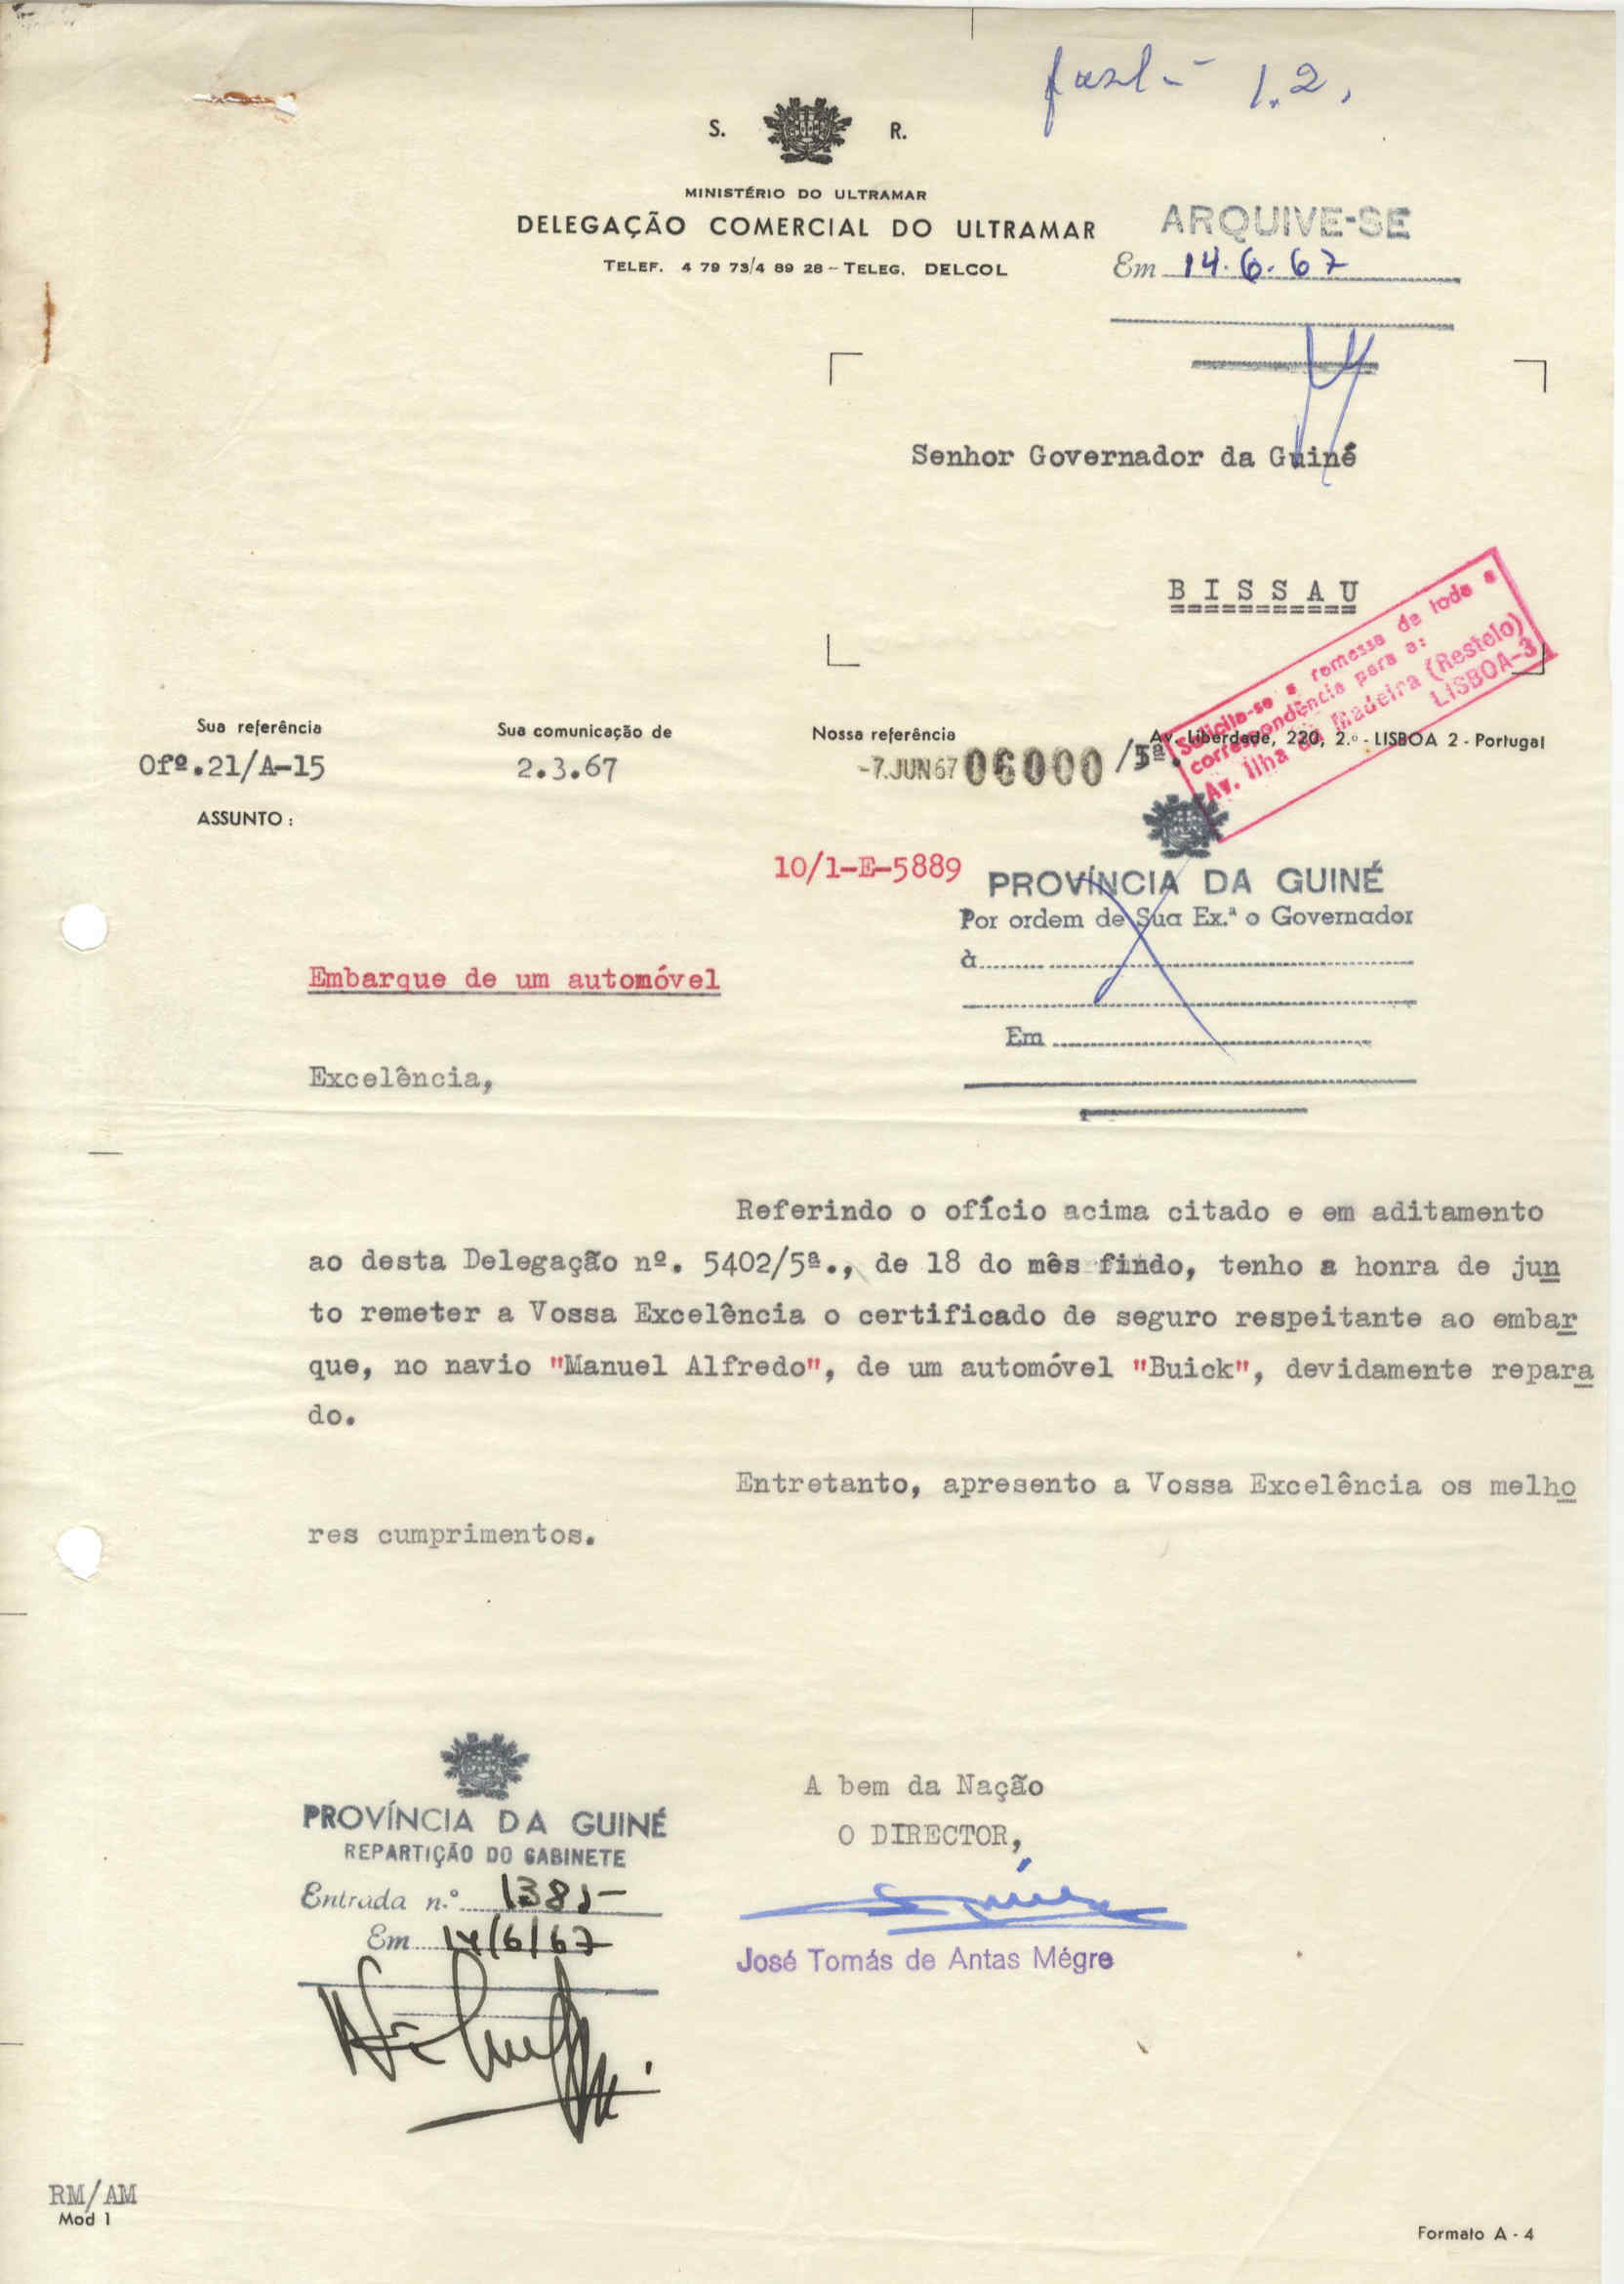 1.2,
S. R.
MINISTÉRIO DO ULTRAMAR
DELEGAÇÃO COMERCIAL DO ULTRAMAR
TELEF. 4 79 73/4 89 28 – TELEG. DELCOL
ARQUIVE-SE
Em 14.6.67
Senhor Governador da Guiné
BISSAU
Solicita-se a remessa de toda a
correspondência para a:
Av. Ilha da Madeira (Restelo)
LISBOA-3
Sua referência
Sua comunicação de
Nossa referência
Av. Liberdade, 220, 2.º - LISBOA 2 - Portugal
Ofº.21/A-15
2.3.67
-7.JUN 67 06000 /5ª.
ASSUNTO :
10/1-E-5889
PROVÍNCIA DA GUINÉ
Por ordem de Sua Ex.ª o Governador
à
Em
Embarque de um automóvel
Excelência,
Referindo o ofício acima citado e em aditamento
ao desta Delegação nº. 5402/5ª., de 18 do mês findo, tenho a honra de jun
to remeter a Vossa Excelência o certificado de seguro respeitante ao embar
que, no navio "Manuel Alfredo", de um automóvel "Buick", devidamente repara
do.
Entretanto, apresento a Vossa Excelência os melho
res cumprimentos.
A bem da Nação
O DIRECTOR,
José Tomás de Antas Mégre
PROVÍNCIA DA GUINÉ
REPARTIÇÃO DO GABINETE
Entrada n.º
Em 14/6/67
RM/AM
Mod 1
Formato A - 4